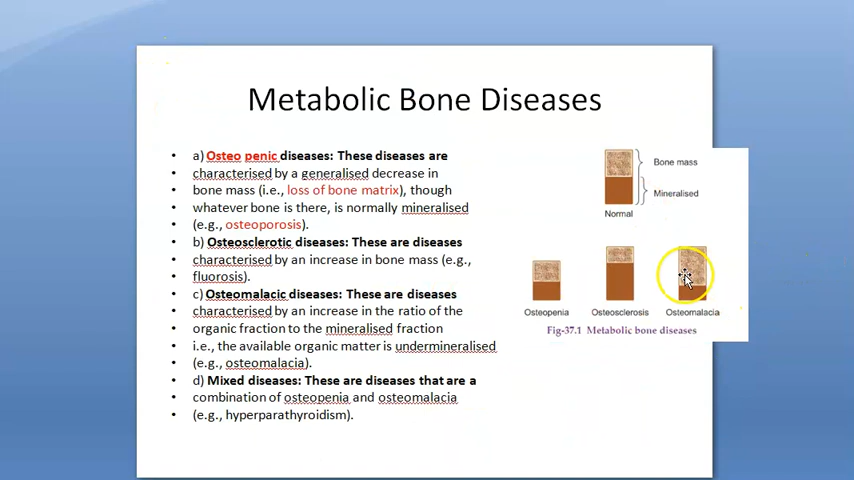 Metabolic Bone Diseases
• a) Osteo penic diseases: These diseases are
• characterised by a generalised decrease in
• bone mass (i.e., loss of bone matrix), though
• whatever bone is there, is normally mineralised
• (e.g., osteoporosis).
• b) Osteosclerotic diseases: These are diseases
• characterised by an increase in bone mass (e.g.,
• fluorosis).
• c) Osteomalacic diseases: These are diseases
• characterised by an increase in the ratio of the
• organic fraction to the mineralised fraction
• i.e., the available organic matter is undermineralised
• (e.g., osteomalacia).
• d) Mixed diseases: These are diseases that are a
• combination of osteopenia and osteomalacia
• (e.g., hyperparathyroidism).
Bone mass
Mineralised
Normal
Osteopenia
Osteosclerosis
Osteomalacia
Fig-37.1 Metabolic bone diseases